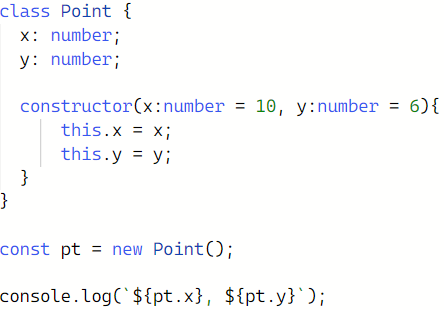 class Point {
x: number;
y: number;
constructor(x:number = 10, y:number = 6){
this.x = x;
this.y = y;
}
}
const pt = new Point();
console.log(`${pt.x}, ${pt.y}`);